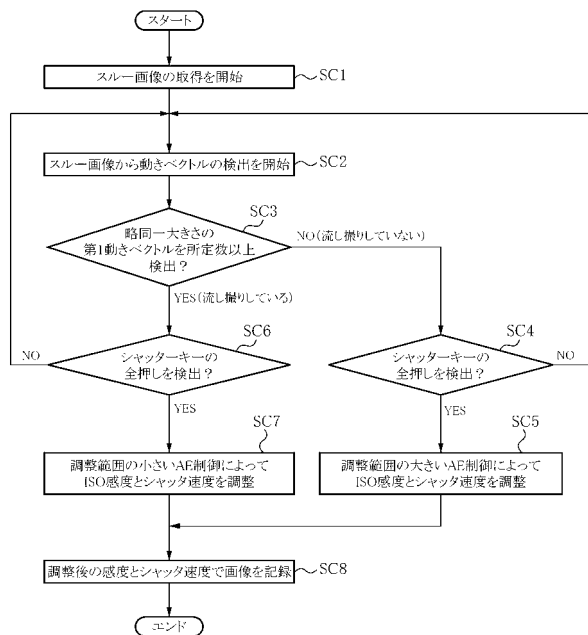 スタート
スルー画像の取得を開始
SC1
スルー画像から動きベクトルの検出を開始
SC2
略同一大きさの
第1動きベクトルを所定数以上
検出?
SC3
NO(流し撮りしていない)
YES(流し撮りしている)
SC6
シャッターキーの
全押しを検出?
NO
YES
SC4
シャッターキーの
全押しを検出?
NO
YES
SC7
調整範囲の小さいAE制御によって
ISO感度とシャッタ速度を調整
SC5
調整範囲の大きいAE制御によって
ISO感度とシャッタ速度を調整
調整後の感度とシャッタ速度で画像を記録
SC8
エンド